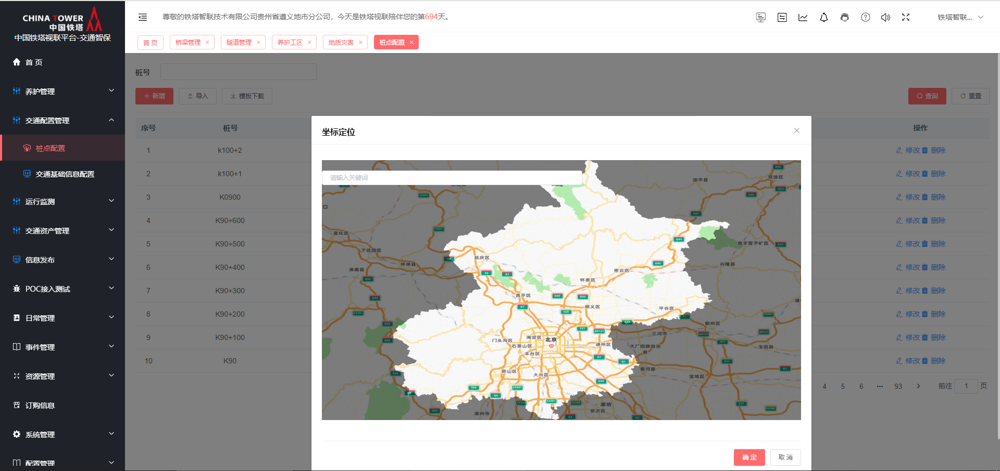 CHINA TOWER
中国铁塔
中国铁塔视联平台-交通智保
尊敬的铁塔智联技术有限公司贵州省遵义地市分公司，今天是铁塔视联陪伴您的第694天。
铁塔智联...
首 页
桥梁管理 ×
隧道管理 ×
养护工区 ×
地质灾害 ×
桩点配置 ×
首 页
养护管理
交通配置管理
桩点配置
交通基础信息配置
运行监测
交通资产管理
信息发布
POC接入测试
日常管理
事件管理
资源管理
订购信息
系统管理
配置管理
桩号
新增
导入
模板下载
查询
重置
序号 桩号 操作
1 k100+2 修改 删除
2 k100+1 修改 删除
3 K0900 修改 删除
4 K90+600 修改 删除
5 K90+500 修改 删除
6 K90+400 修改 删除
7 K90+300 修改 删除
8 K90+200 修改 删除
9 K90+100 修改 删除
10 K90 修改 删除
4 5 6 ••• 93 前往 1 页
坐标定位
请输入关键词
滦平县
双滦区
宣化区
下花园区
怀来县
涿鹿县
延庆区
密云区
怀柔区
昌平区
顺义区
平谷区
鹰手营子矿区
兴隆县
蓟州区
三河市
大厂回族自治县
玉田县
门头沟区
海淀区
北京
石景山区
丰台区
通州区
房山区
大兴区
香河县
宝坻区
廊坊
安次区
涿州市
确 定
取 消